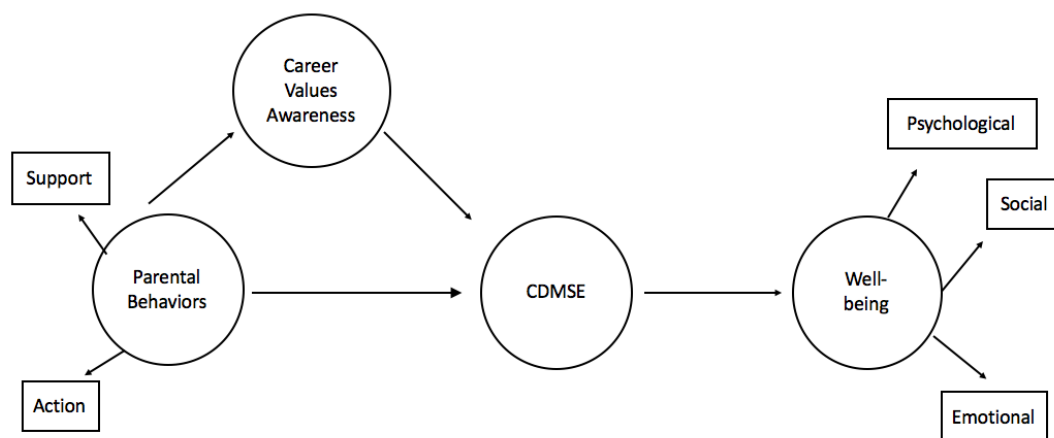 Career
Values
Awareness
Psychological
Support
Social
Parental
Behaviors
CDMSE
Well-
being
Action
Emotional